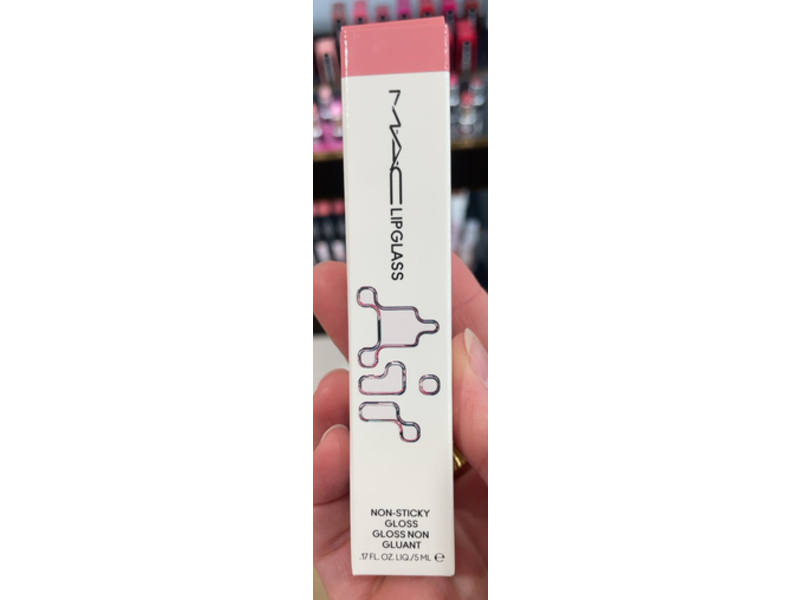 MAC LIPGLASS
Air
NON-STICKY
GLOSS
GLOSS NON
GLUANT
.17 FL. OZ. LIQ./5 ML ℮